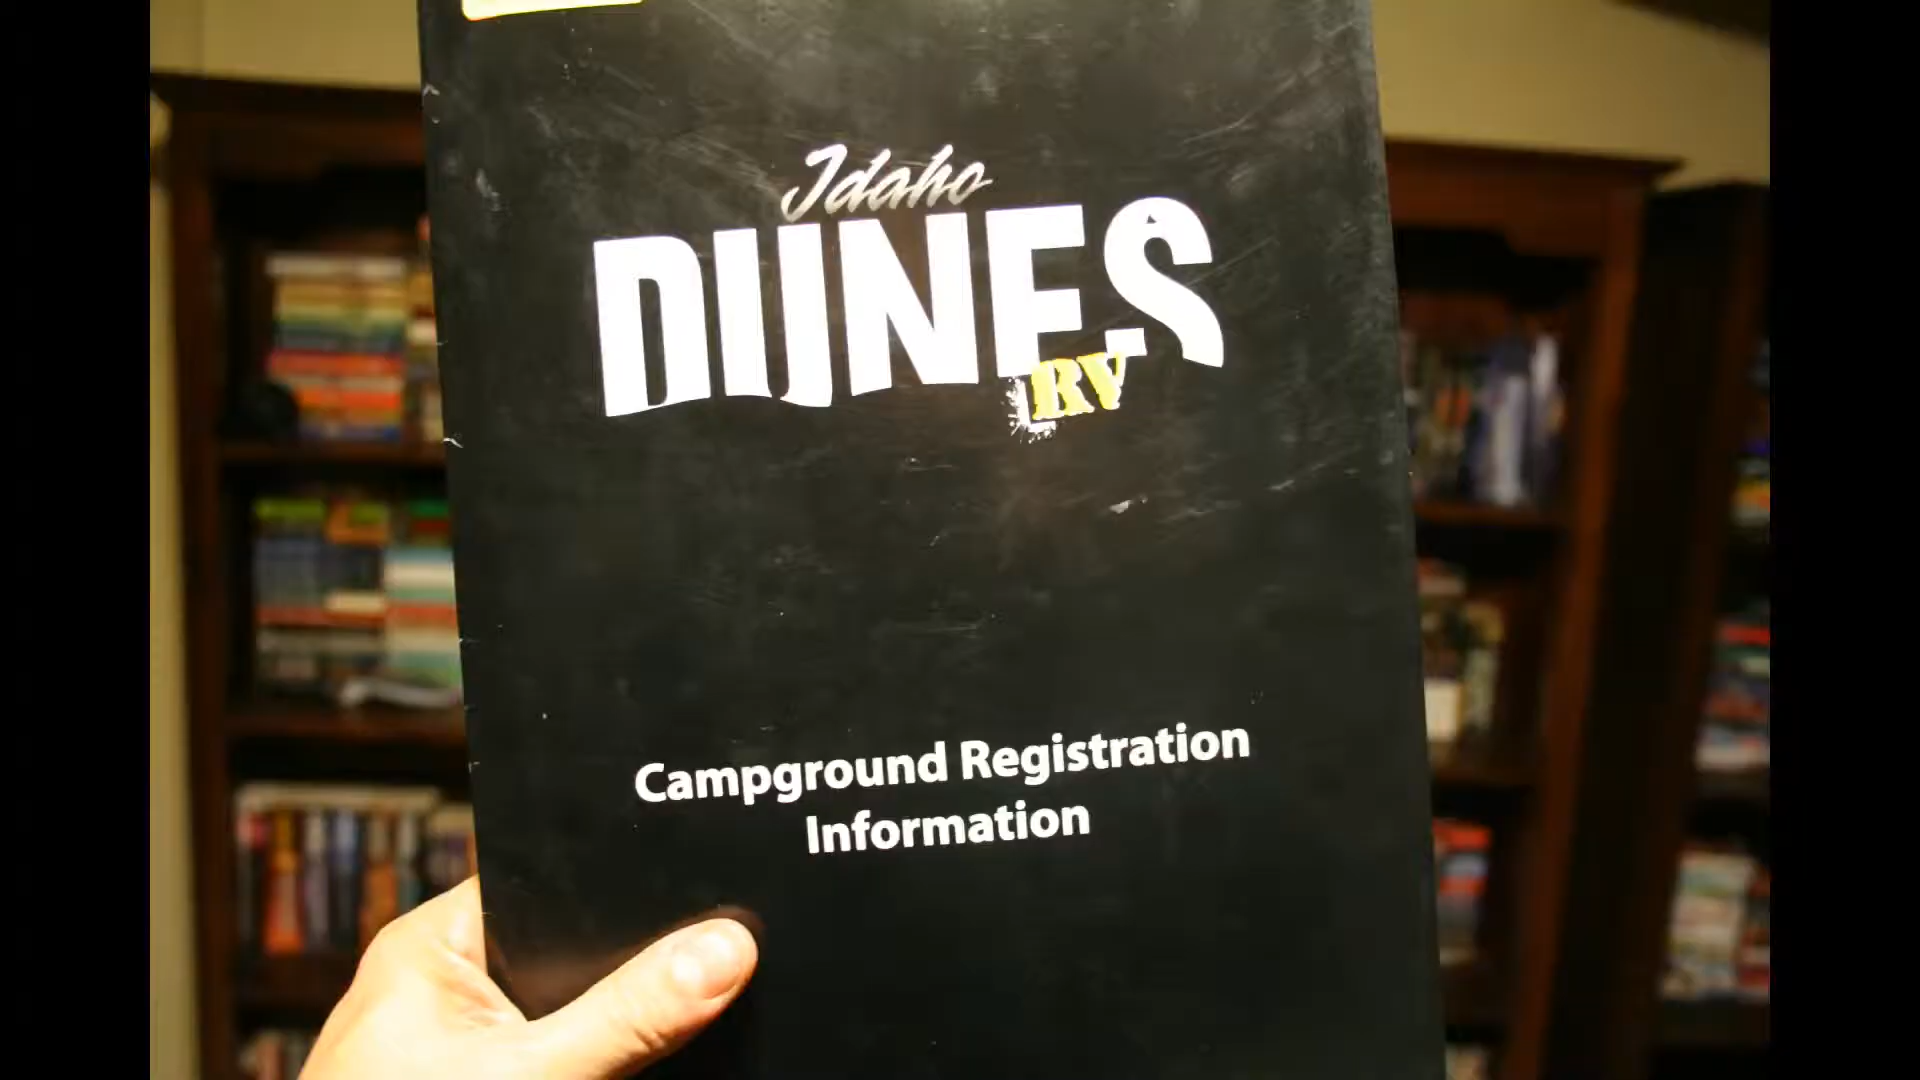 Idaho
DUNES
RV
Campground Registration
Information